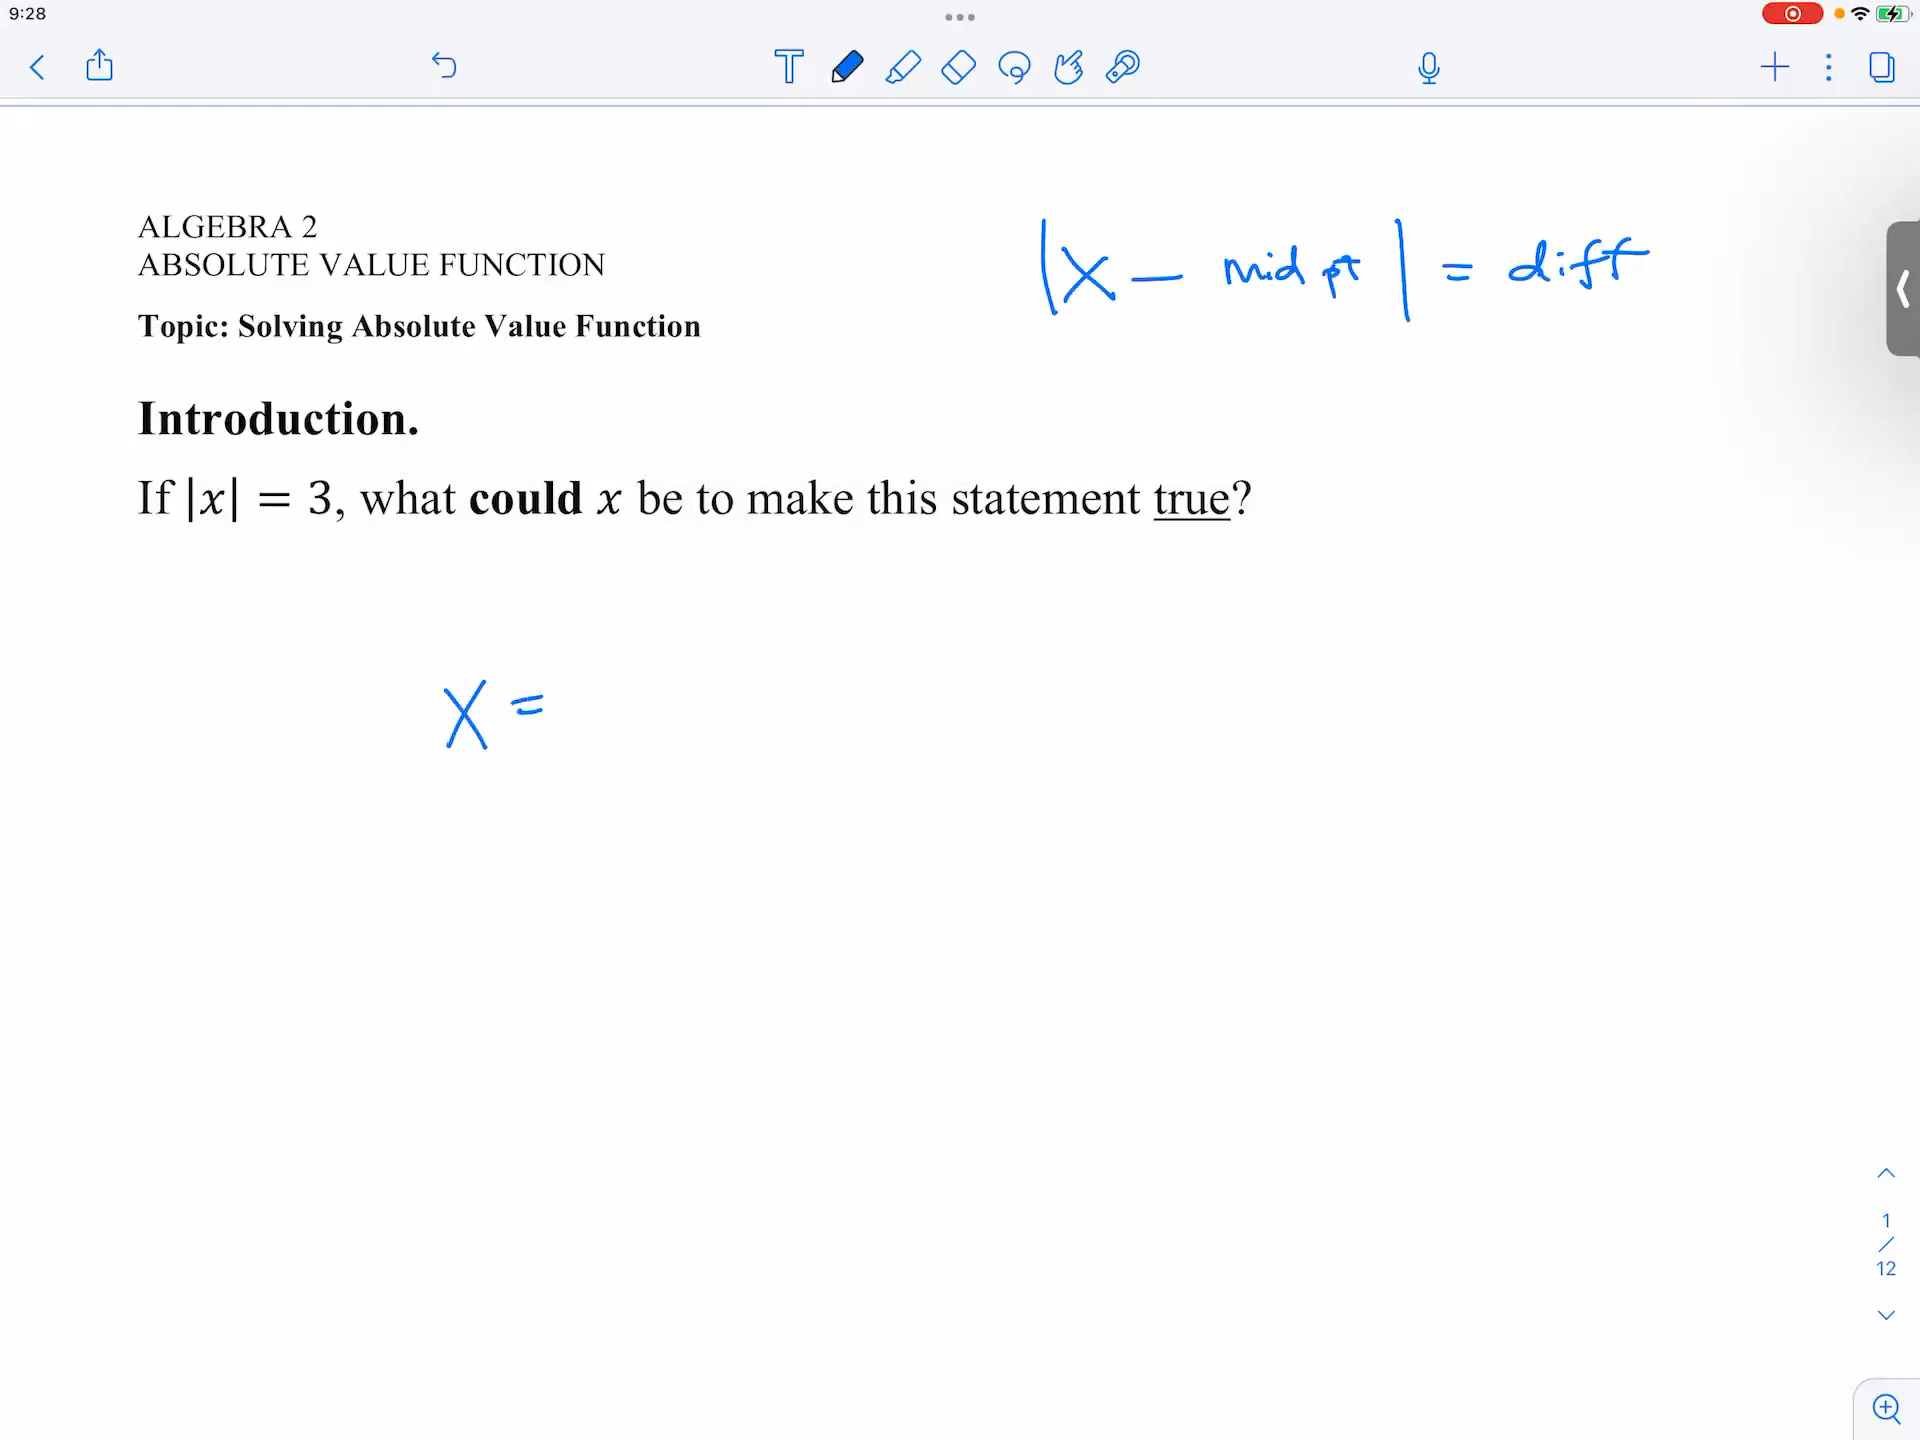 9:28
ALGEBRA 2
ABSOLUTE VALUE FUNCTION
Topic: Solving Absolute Value Function
|x - mid pt| = diff
Introduction.
If |x| = 3, what could x be to make this statement true?
x =
1
/
12